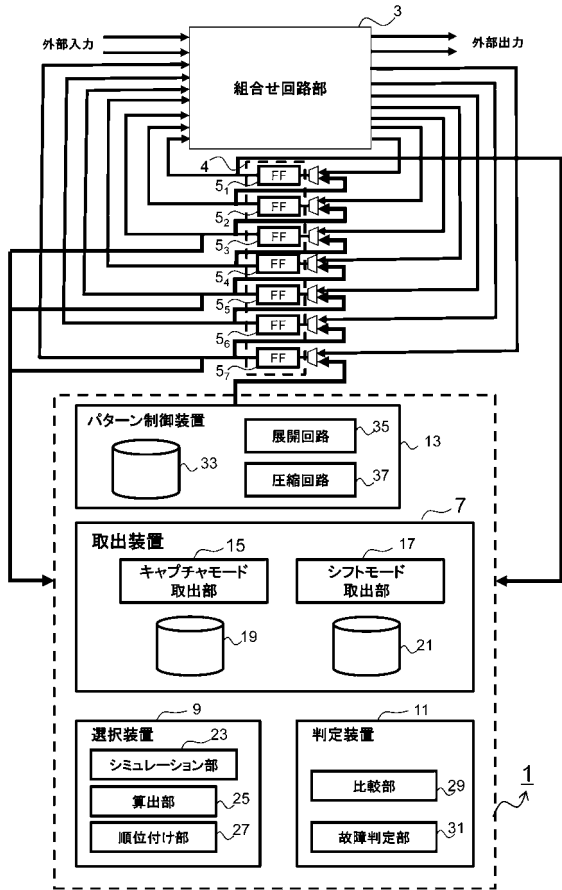 3
外部入力
外部出力
組合せ回路部
4
FF
5₁
FF
5₂
FF
5₃
FF
5₄
FF
5₅
FF
5₆
FF
5₇
パターン制御装置
展開回路
35
33
圧縮回路
37
13
7
取出装置
15
17
キャプチャモード
取出部
シフトモード
取出部
19
21
9
11
選択装置
判定装置
23
シミュレーション部
算出部
25
比較部
29
順位付け部
27
故障判定部
31
1